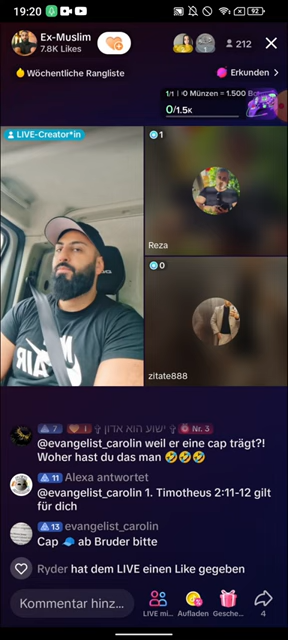 19:20
92
Ex-Muslim
7.8K Likes
212
Wöchentliche Rangliste
Erkunden >
1/1 | 0 Münzen = 1.500 Bo
0/1.5K
LIVE-Creator*in
1
Reza
0
zitate888
7 1 ✞ ישוע הוא אדון ✞ Nr. 3
@evangelist_carolin weil er eine cap trägt?!
Woher hast du das man 🤣🤣🤣
11 Alexa antwortet
@evangelist_carolin 1. Timotheus 2:11-12 gilt
für dich
13 evangelist_carolin
Cap 🧢 ab Bruder bitte
Ryder hat dem LIVE einen Like gegeben
Kommentar hinz...
LIVE mi...
Aufladen
Gesche...
4